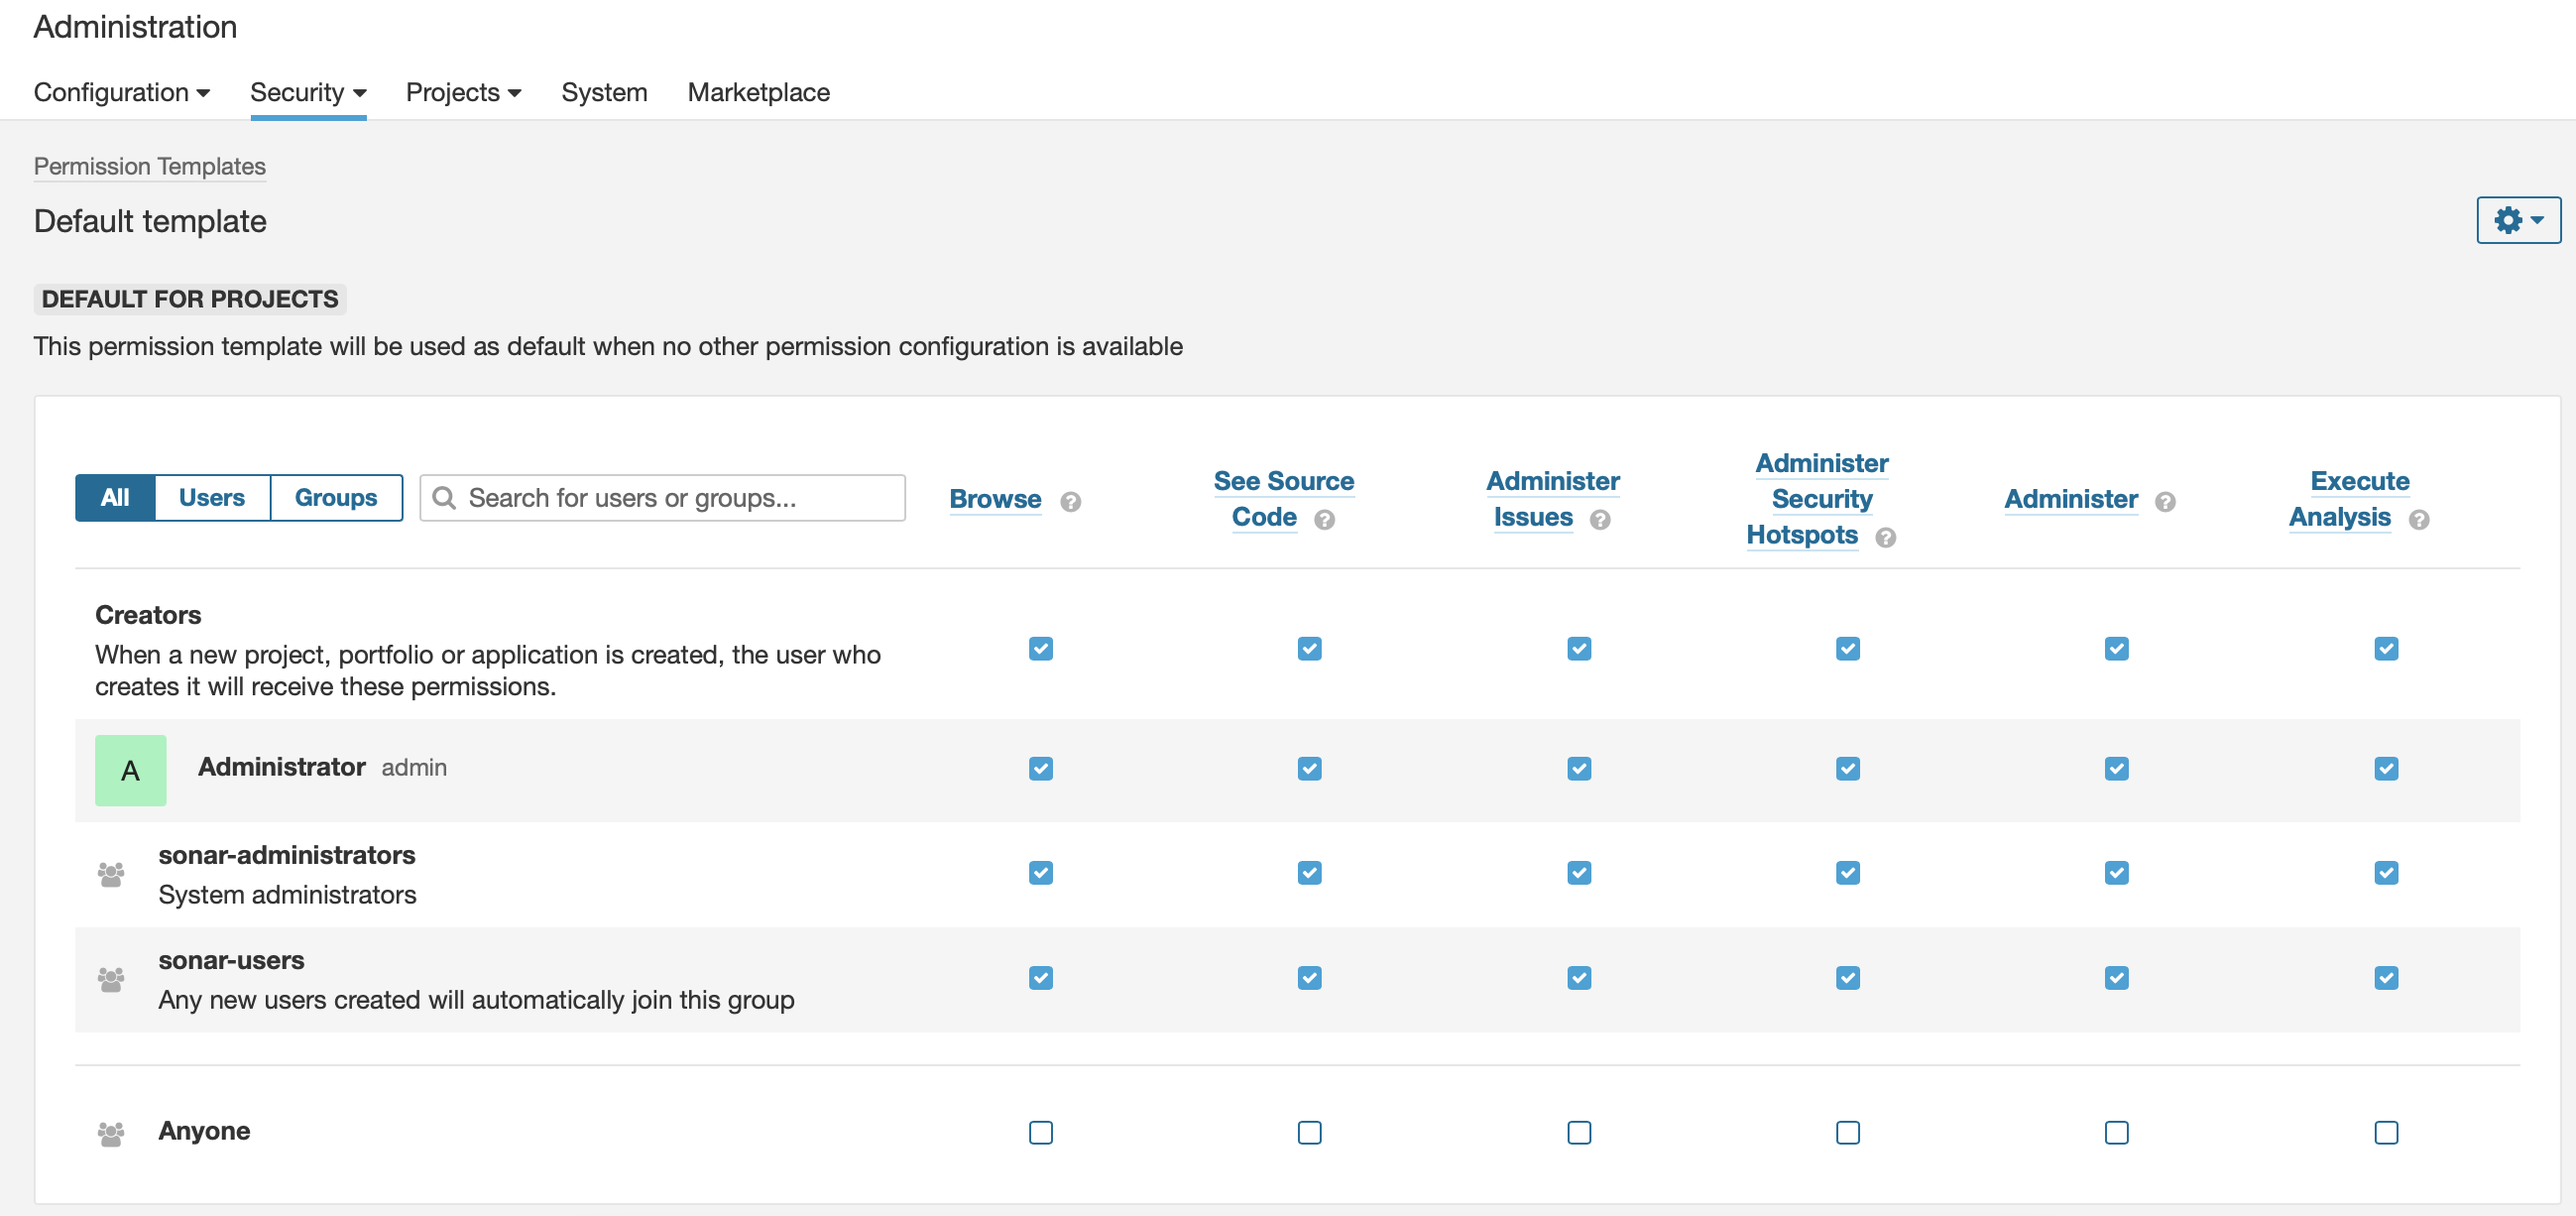 Administration
Configuration Security Projects System Marketplace
Permission Templates
Default template
DEFAULT FOR PROJECTS
This permission template will be used as default when no other permission configuration is available
All Users Groups Search for users or groups...
Browse ?
See Source
Code ?
Administer
Issues ?
Administer
Security
Hotspots ?
Administer ?
Execute
Analysis ?
Creators
When a new project, portfolio or application is created, the user who
creates it will receive these permissions.
A Administrator admin
sonar-administrators
System administrators
sonar-users
Any new users created will automatically join this group
Anyone